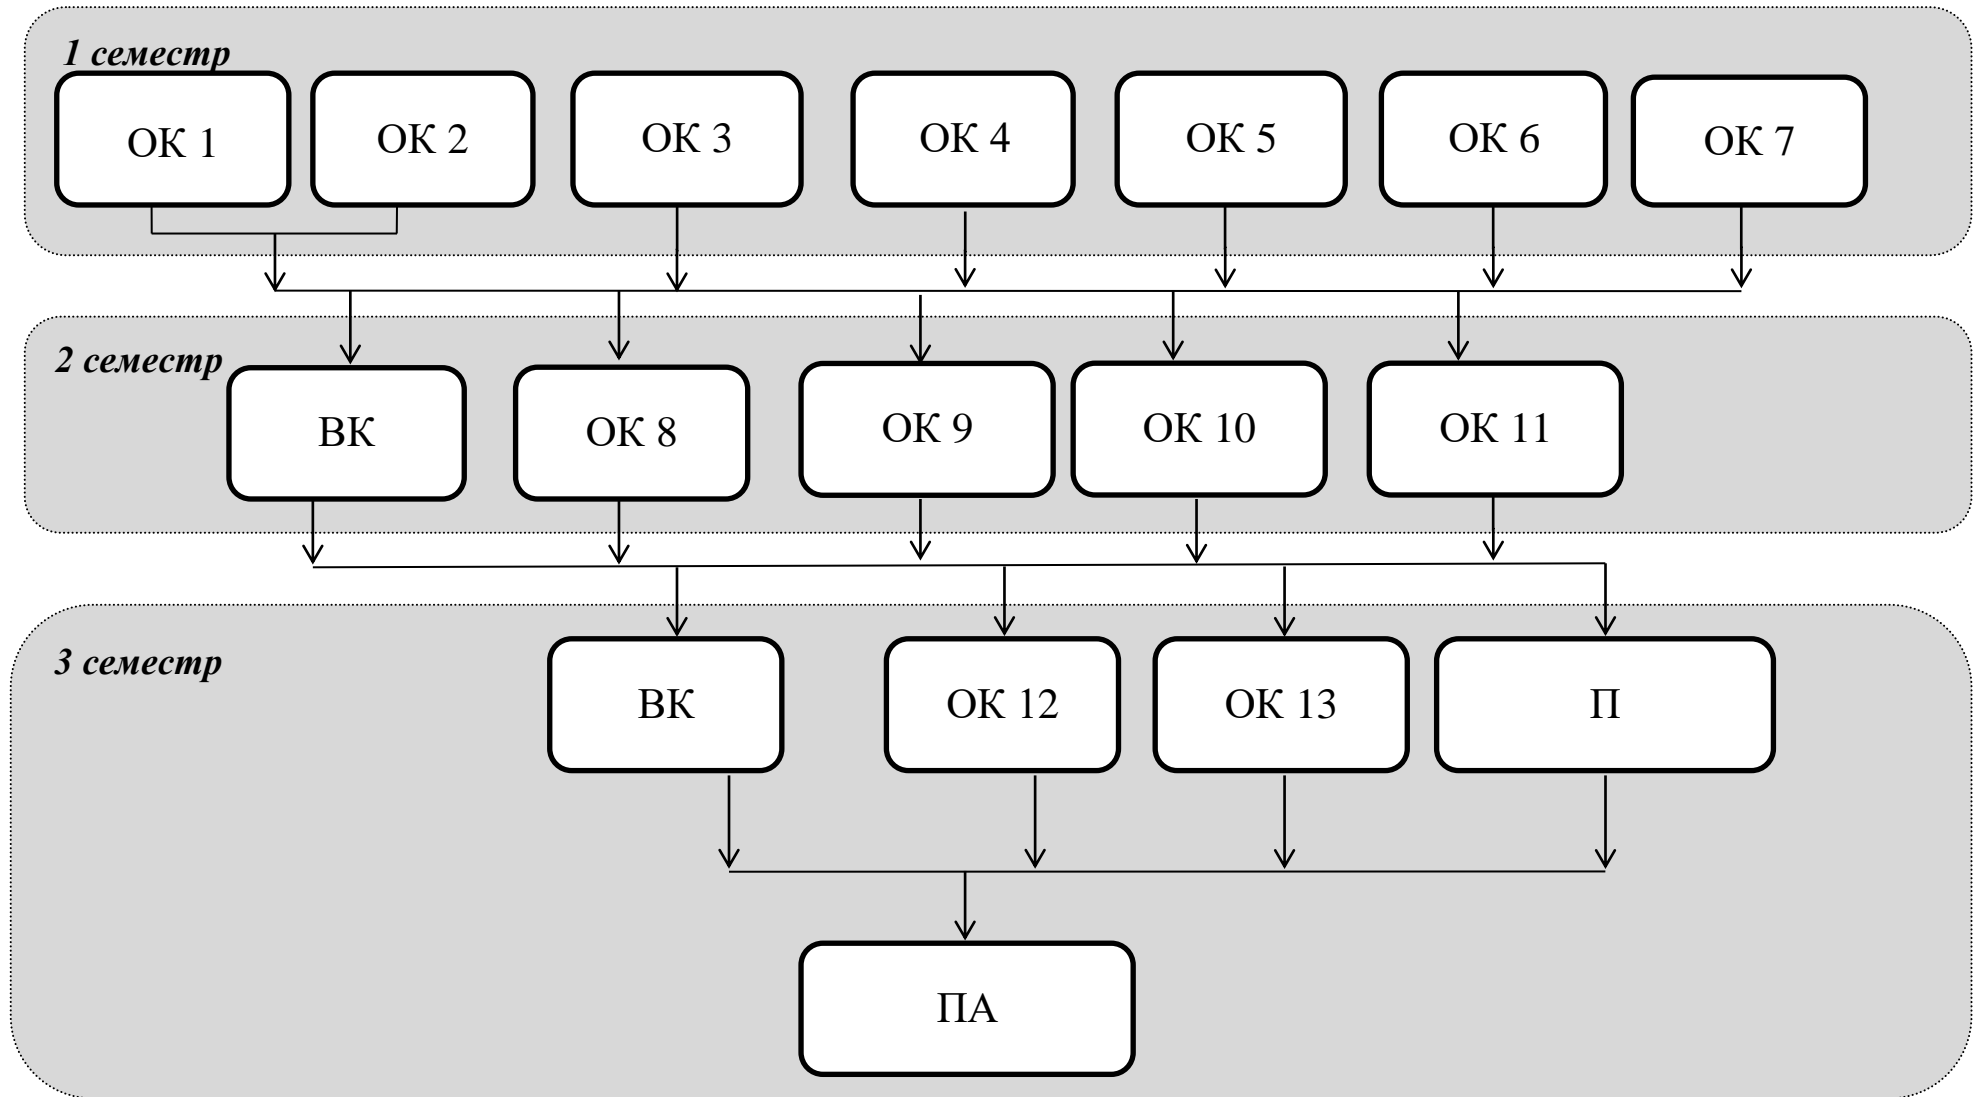 1 семестр
ОК 1
ОК 2
ОК 3
ОК 4
ОК 5
ОК 6
ОК 7
2 семестр
ВК
ОК 8
ОК 9
ОК 10
ОК 11
3 семестр
ВК
ОК 12
ОК 13
П
ПА